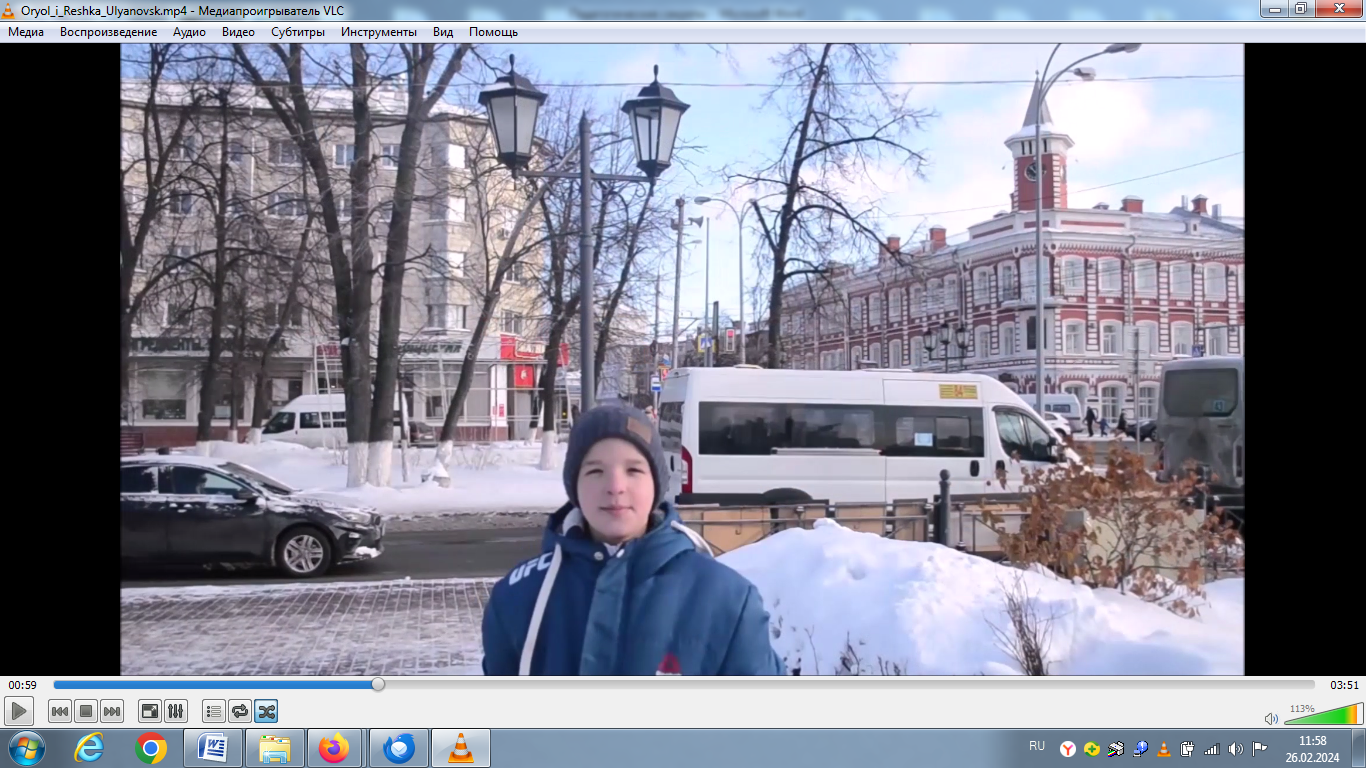 Oryol_i_Reshka_Ulyanovsk.mp4 - Медиапроигрыватель VLC
Медиа Воспроизведение Аудио Видео Субтитры Инструменты Вид Помощь
54
UFC
00:59
03:51
113%
RU
11:58
26.02.2024